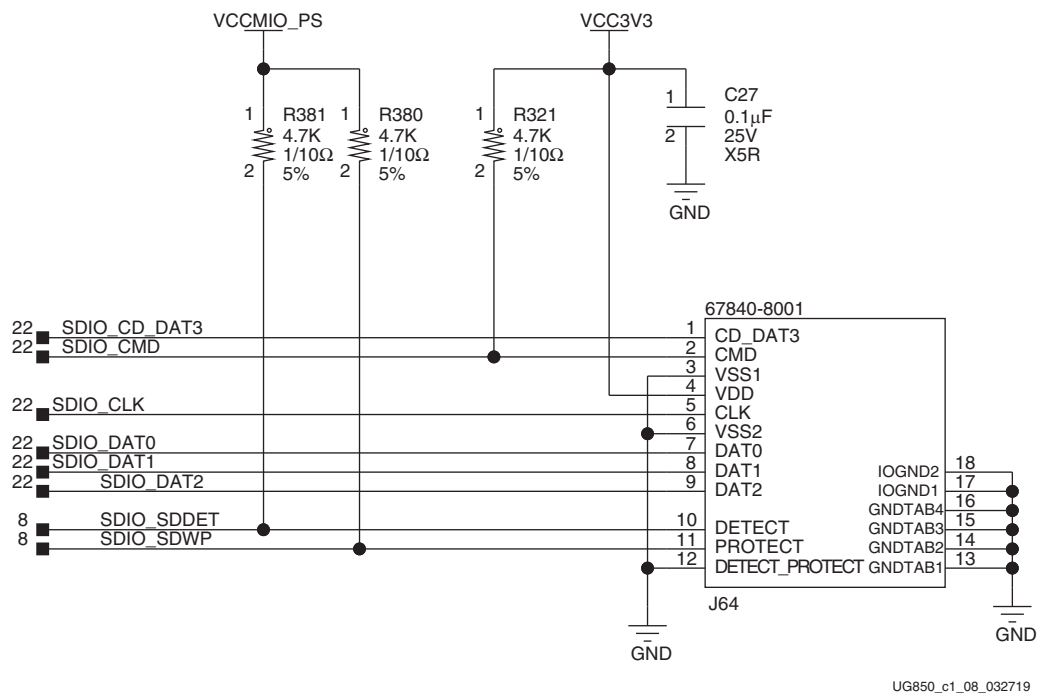 VCCMIO_PS
VCC3V3
1 R381
4.7K
1/10Ω
2 5%
1 R380
4.7K
1/10Ω
2 5%
1 R321
4.7K
1/10Ω
2 5%
1 C27
0.1μF
2 25V
X5R
GND
67840-8001
22 SDIO_CD_DAT3 1 CD_DAT3
22 SDIO_CMD 2 CMD
3 VSS1
4 VDD
22 SDIO_CLK 5 CLK
6 VSS2
22 SDIO_DAT0 7 DAT0
22 SDIO_DAT1 8 DAT1 IOGND2 18
22 SDIO_DAT2 9 DAT2 IOGND1 17
GNDTAB4 16
8 SDIO_SDDET 10 DETECT GNDTAB3 15
8 SDIO_SDWP 11 PROTECT GNDTAB2 14
12 DETECT_PROTECT GNDTAB1 13
J64
GND
GND
UG850_c1_08_032719